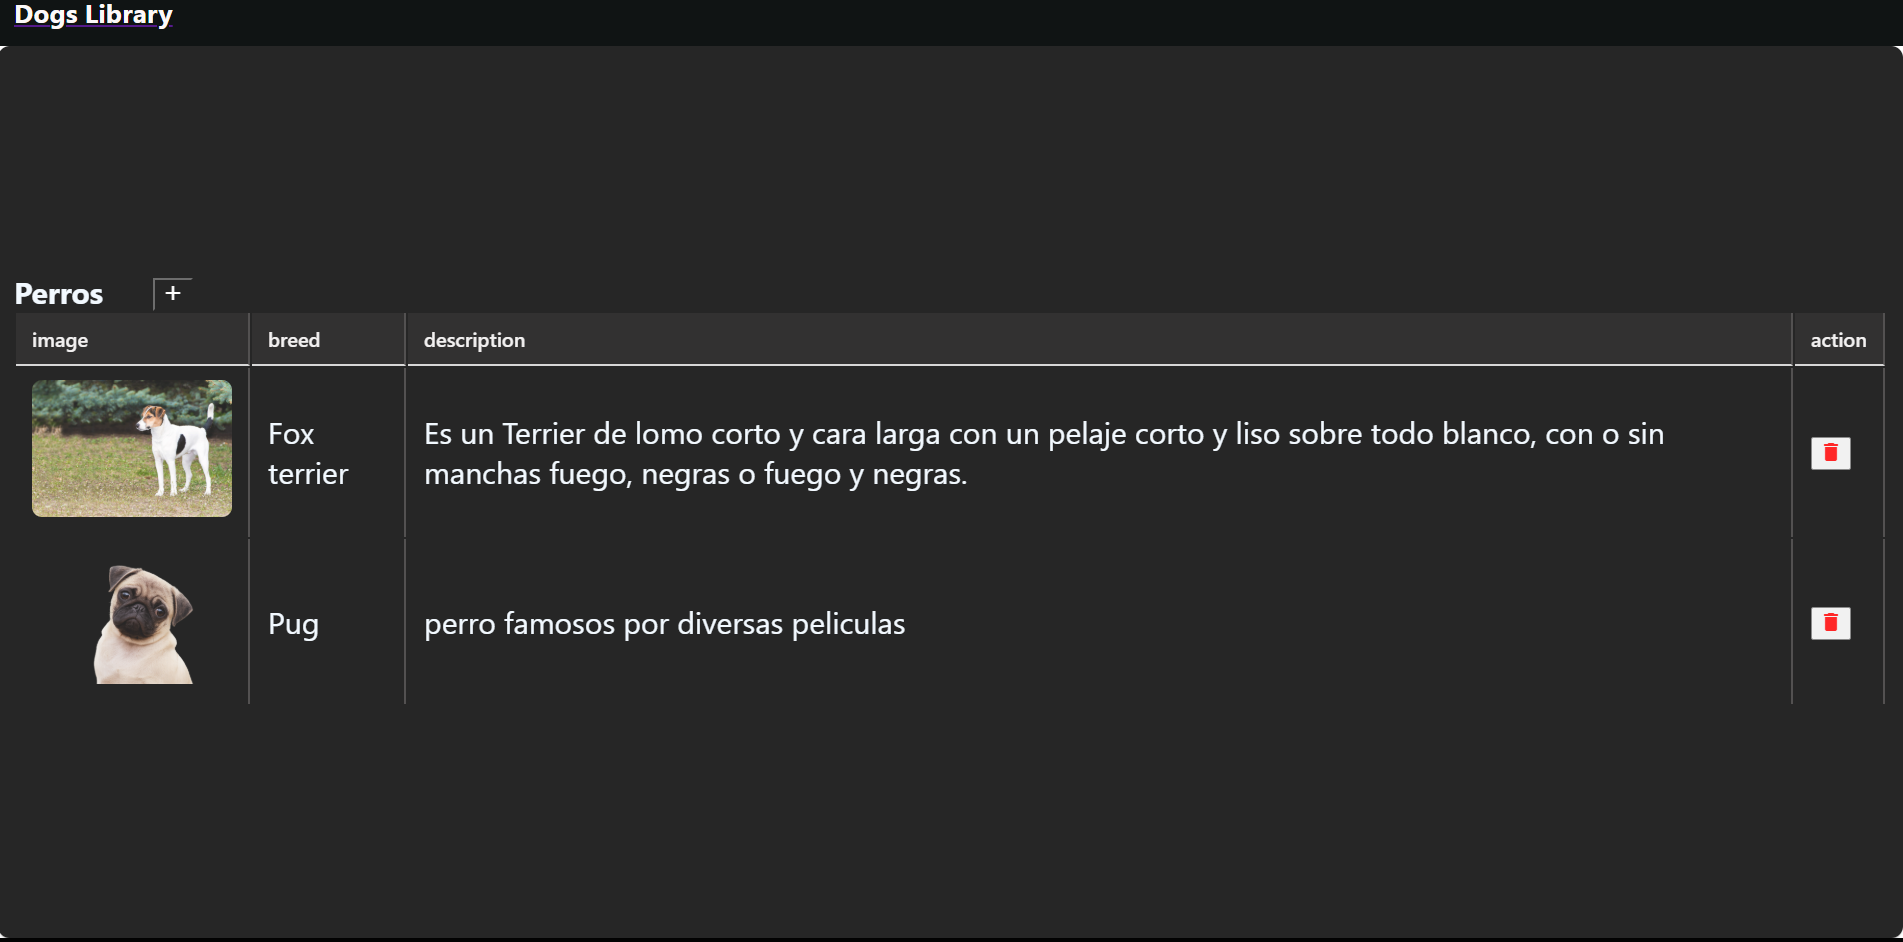 Dogs Library
Perros +
image breed description action
Fox terrier
Es un Terrier de lomo corto y cara larga con un pelaje corto y liso sobre todo blanco, con o sin
manchas fuego, negras o fuego y negras.
Pug
perro famosos por diversas peliculas